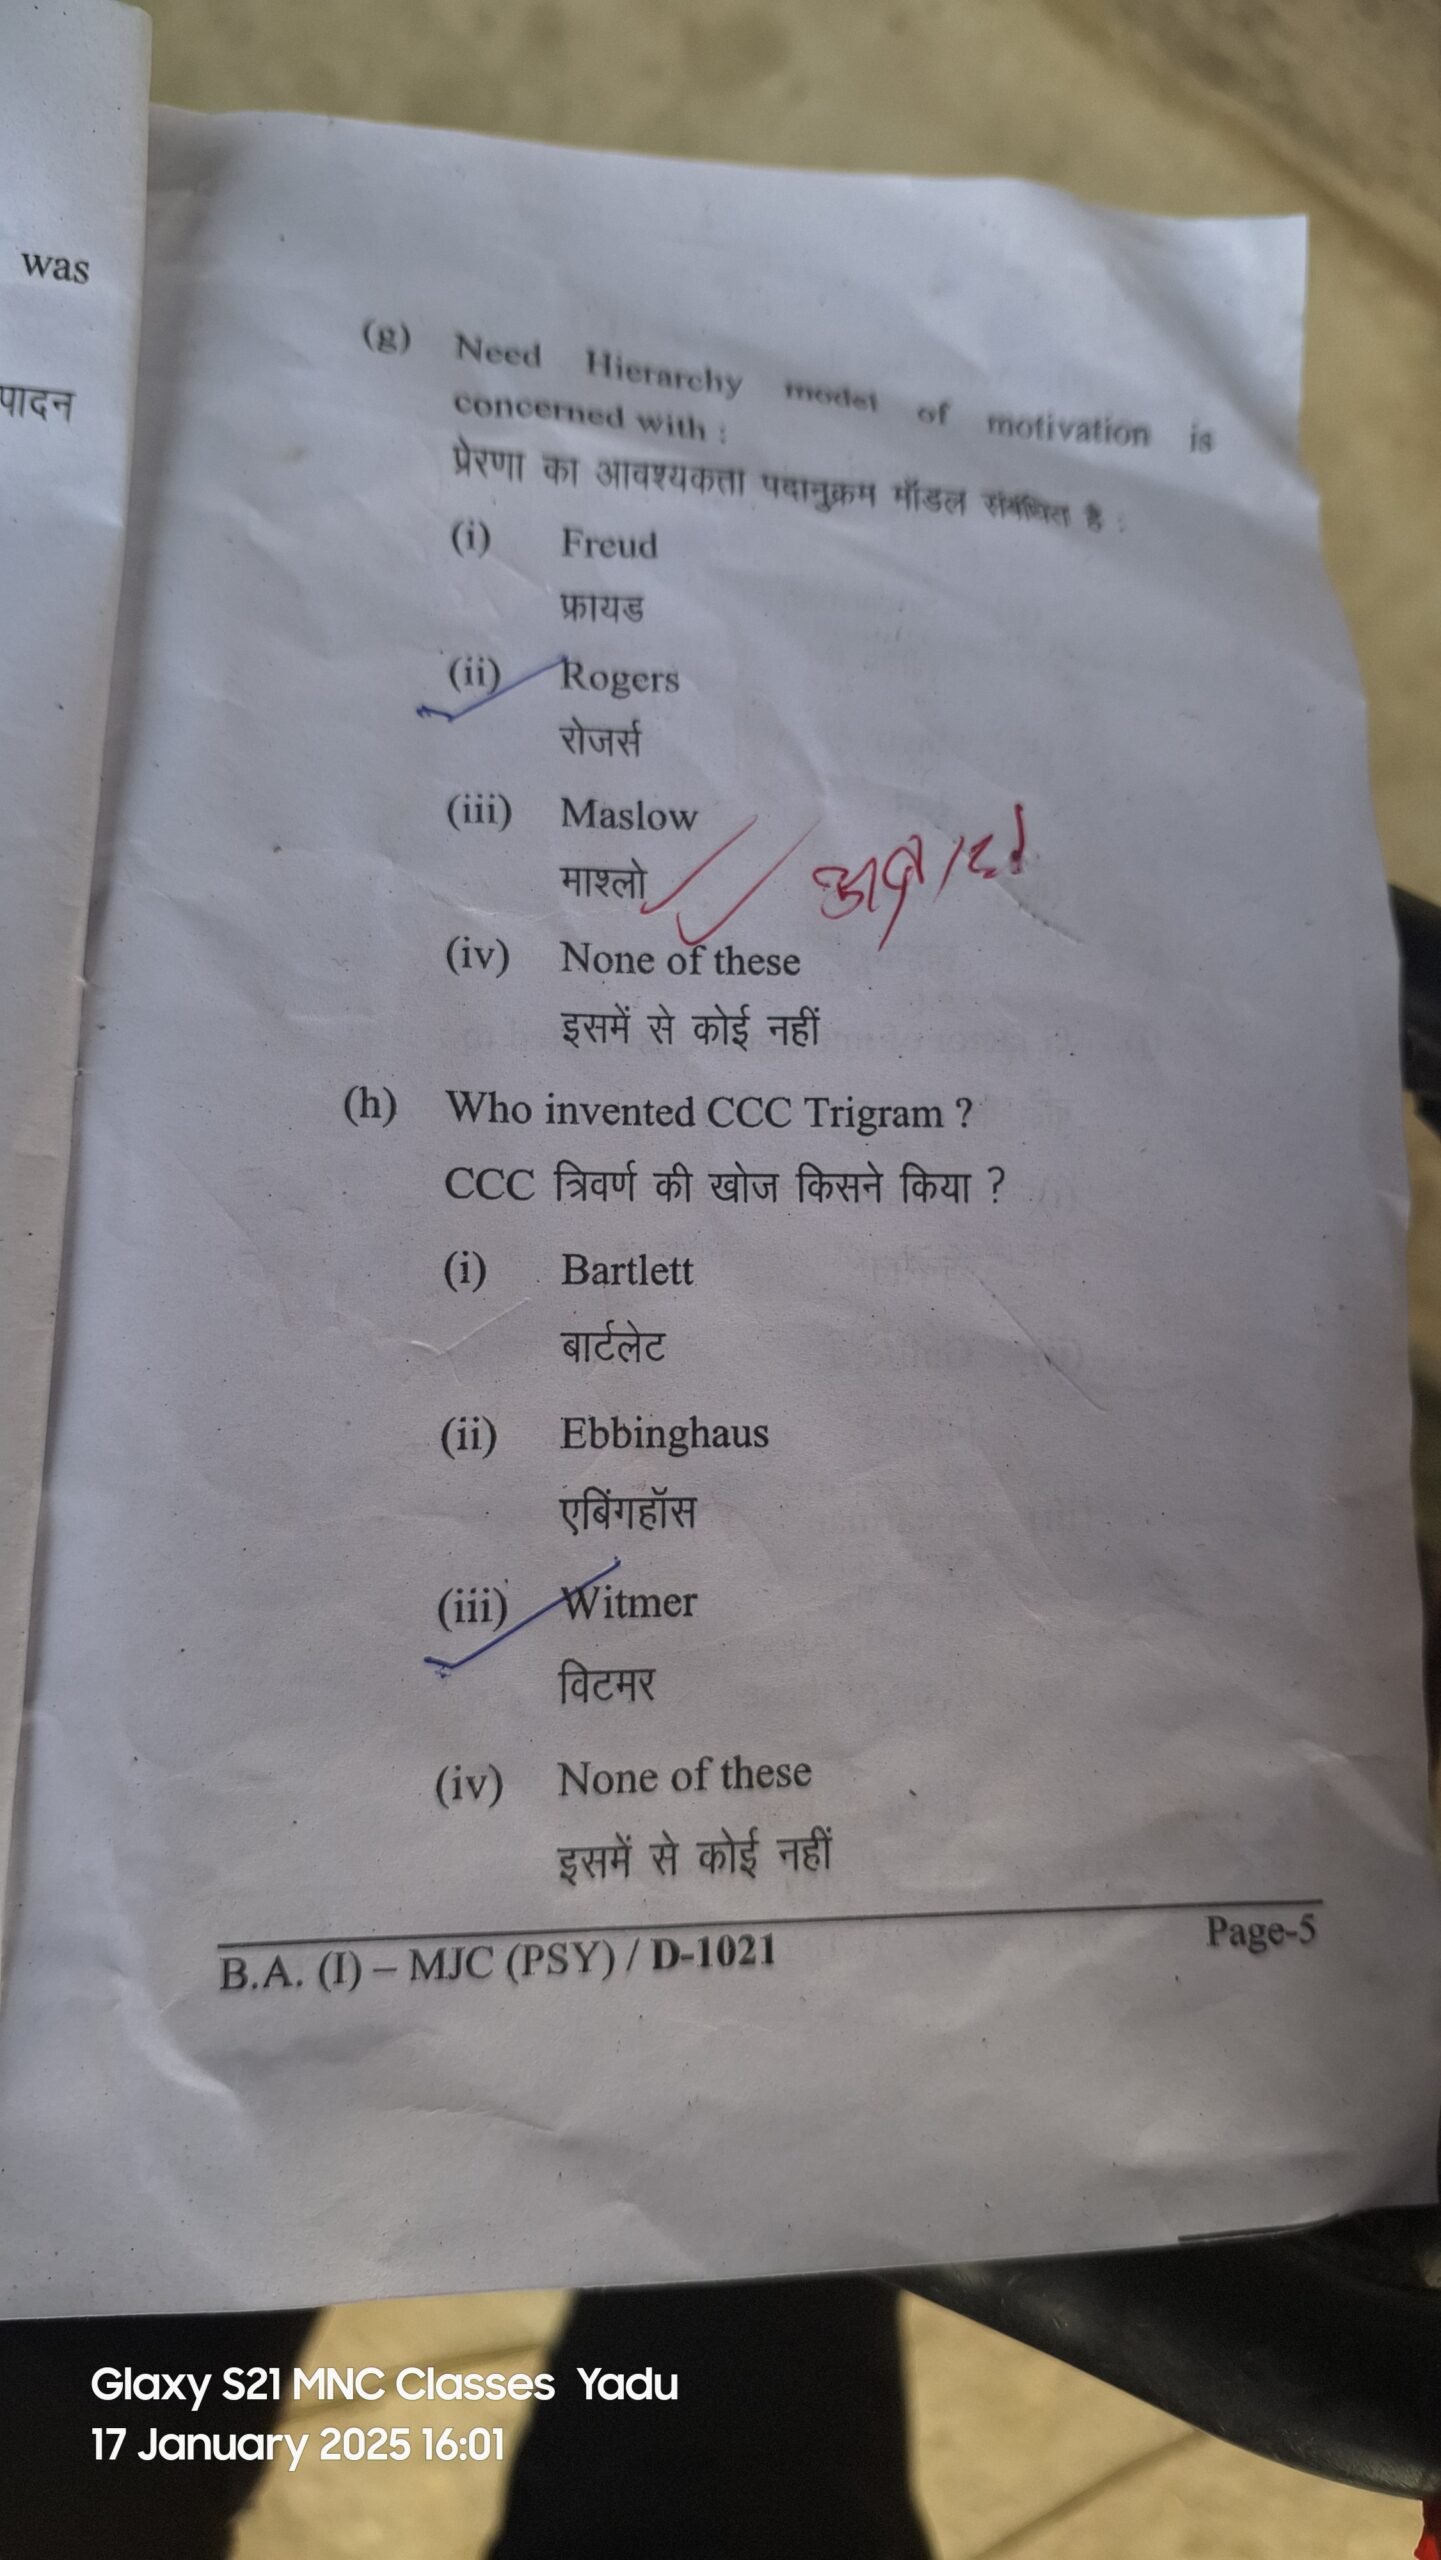 was
पादन
(g) Need Hierarchy model of motivation is
concerned with :
प्रेरणा का आवश्यकता पदानुक्रम मॉडल संबंधित है :
(i) Freud
फ्रायड
(ii) Rogers
रोजर्स
(iii) Maslow
माश्लो
(iv) None of these
इसमें से कोई नहीं
(h) Who invented CCC Trigram ?
CCC त्रिवर्ण की खोज किसने किया ?
(i) Bartlett
बार्टलेट
(ii) Ebbinghaus
एबिंगहॉस
(iii) Witmer
विटमर
(iv) None of these
इसमें से कोई नहीं
B.A. (I) – MJC (PSY) / D-1021 Page-5
Glaxy S21 MNC Classes Yadu
17 January 2025 16:01